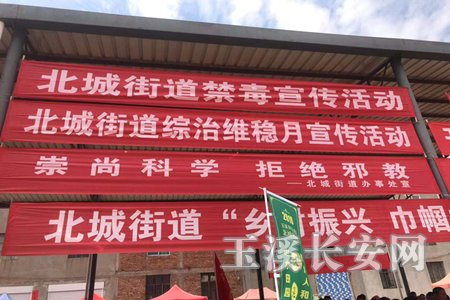 北城街道禁毒宣传活动
北城街道综治维稳月宣传活动
崇尚科学 拒绝邪教
——北城街道办事处宣
北城街道“乡村振兴 巾帼
玉溪长安网